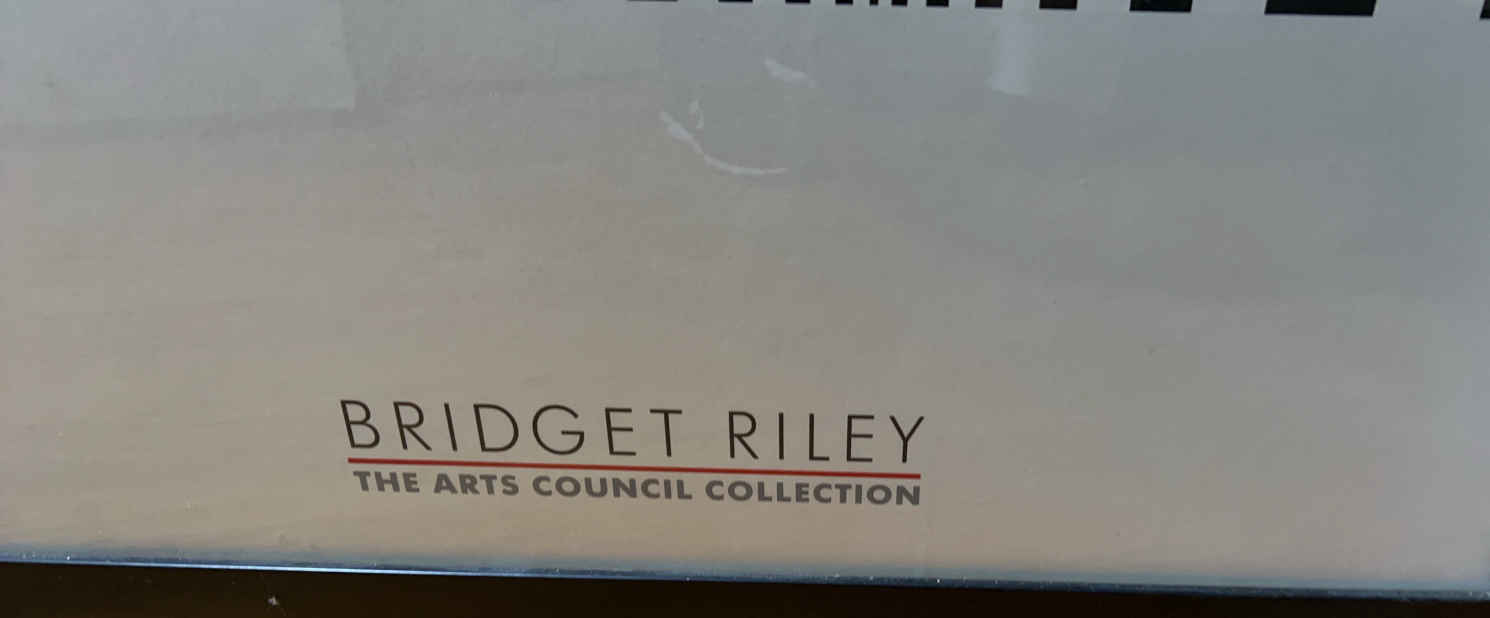 BRIDGET RILEY
THE ARTS COUNCIL COLLECTION